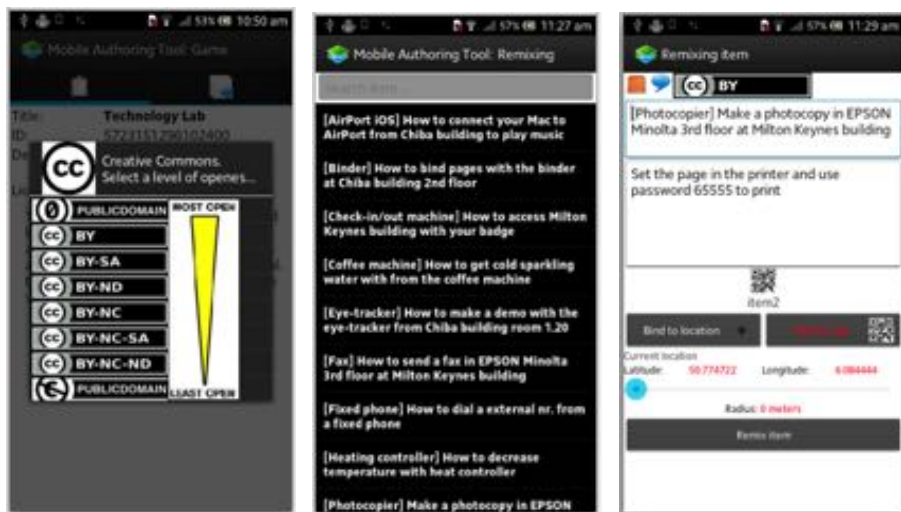 53% 10:50 am
Mobile Authoring Tool: Game
Title: Technology Lab
ID: 5723151296102400
Creative Commons.
Select a level of openes...
PUBLICDOMAIN
MOST OPEN
BY
BY-SA
BY-ND
BY-NC
BY-NC-SA
BY-NC-ND
PUBLICDOMAIN
LEAST OPEN
57% 11:27 am
Mobile Authoring Tool: Remixing
Search item ...
[AirPort iOS] How to connect your Mac to
AirPort from Chiba building to play music
[Binder] How to bind pages with the binder
at Chiba building 2nd floor
[Check-in/out machine] How to access Milton
Keynes building with your badge
[Coffee machine] How to get cold sparkling
water with from the coffee machine
[Eye-tracker] How to make a demo with the
eye-tracker from Chiba building room 1.20
[Fax] How to send a fax in EPSON Minolta
3rd floor at Milton Keynes building
[Fixed phone] How to dial a external nr. from
a fixed phone
[Heating controller] How to decrease
temperature with heat controller
[Photocopier] Make a photocopy in EPSON
57% 11:29 am
Remixing item
BY
[Photocopier] Make a photocopy in EPSON
Minolta 3rd floor at Milton Keynes building
Set the page in the printer and use
password 65555 to print
item2
Bind to location
Current location
Latitude: 50.774722 Longitude: 6.084444
Radius: 0 meters
Remix item